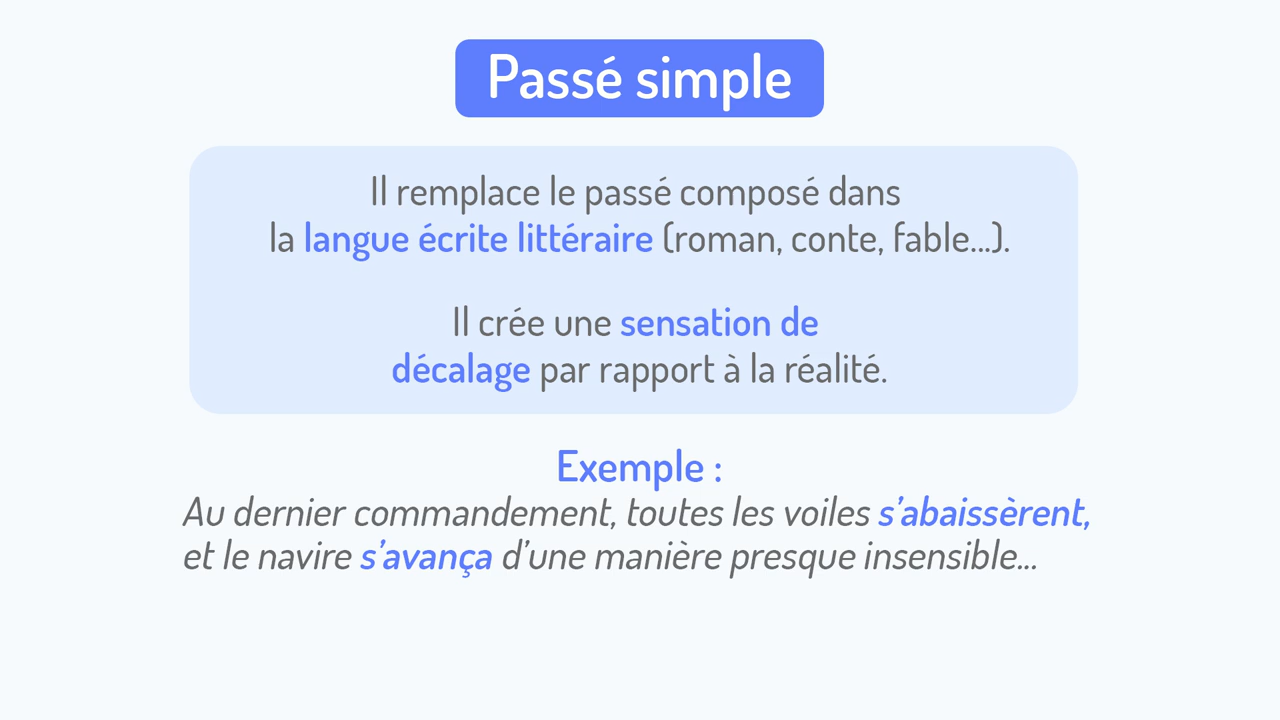 Passé simple
Il remplace le passé composé dans
la langue écrite littéraire (roman, conte, fable...).
Il crée une sensation de
décalage par rapport à la réalité.
Exemple :
Au dernier commandement, toutes les voiles s’abaissèrent,
et le navire s’avança d’une manière presque insensible...